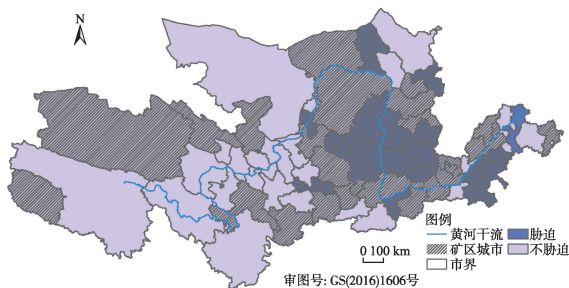 N
图例
黄河干流 胁迫
矿区城市 不胁迫
市界
0 100 km
审图号: GS(2016)1606号